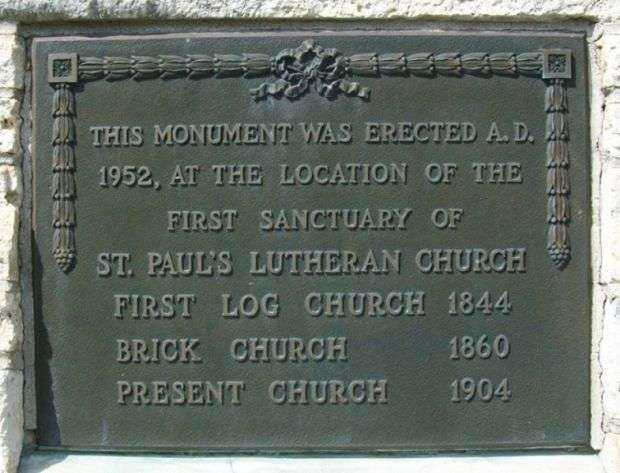 THIS MONUMENT WAS ERECTED A.D.
1952, AT THE LOCATION OF THE
FIRST SANCTUARY OF
ST. PAUL'S LUTHERAN CHURCH
FIRST LOG CHURCH 1844
BRICK CHURCH 1860
PRESENT CHURCH 1904